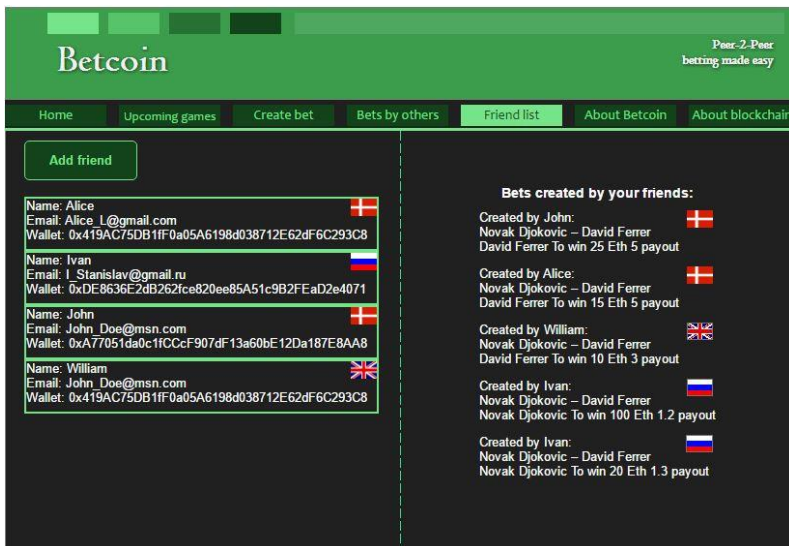 Betcoin
Peer-2-Peer
betting made easy
Home
Upcoming games
Create bet
Bets by others
Friend list
About Betcoin
About blockchain
Add friend
Name: Alice
Email: Alice_L@gmail.com
Wallet: 0x419AC75DB1fF0a05A6198d038712E62dF6C293C8
Name: Ivan
Email: I_Stanislav@gmail.ru
Wallet: 0xDE8636E2dB262fce820ee85A51c9B2FEaD2e4071
Name: John
Email: John_Doe@msn.com
Wallet: 0xA77051da0c1fCCcF907dF13a60bE12Da187E8AA8
Name: William
Email: John_Doe@msn.com
Wallet: 0x419AC75DB1fF0a05A6198d038712E62dF6C293C8
Bets created by your friends:
Created by John:
Novak Djokovic – David Ferrer
David Ferrer To win 25 Eth 5 payout
Created by Alice:
Novak Djokovic – David Ferrer
David Ferrer To win 15 Eth 5 payout
Created by William:
Novak Djokovic – David Ferrer
David Ferrer To win 10 Eth 3 payout
Created by Ivan:
Novak Djokovic – David Ferrer
Novak Djokovic To win 100 Eth 1.2 payout
Created by Ivan:
Novak Djokovic – David Ferrer
Novak Djokovic To win 20 Eth 1.3 payout